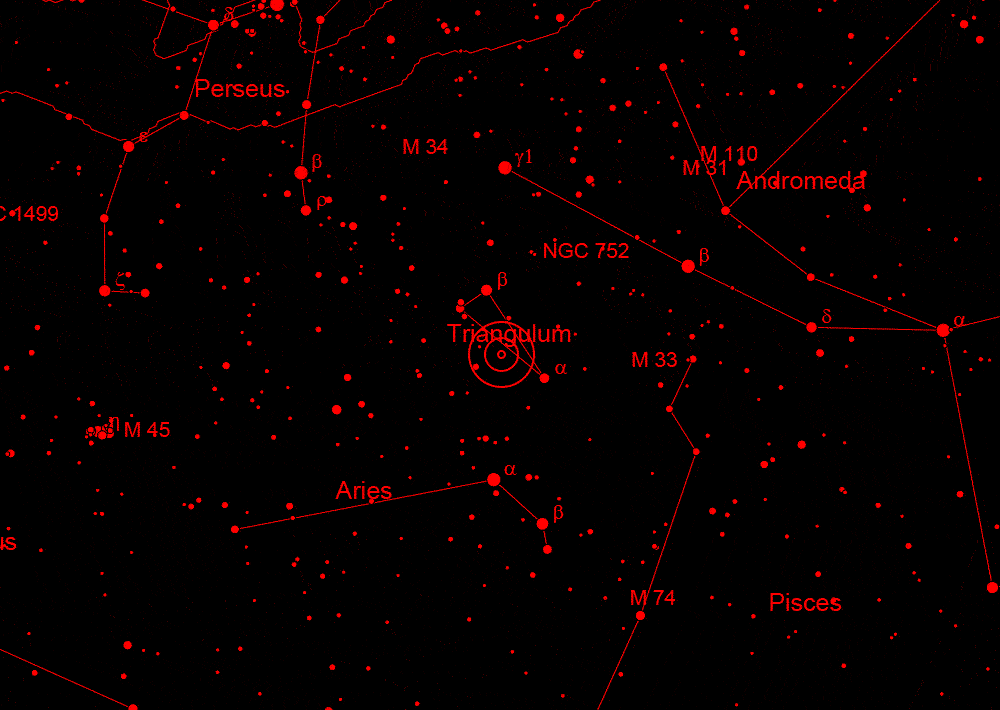 δ
Perseus
ε
M 34
β
γ1
M 110
M 31
Andromeda
ρ
C 1499
NGC 752
β
ζ
β
δ
α
Triangulum
M 33
α
η
M 45
α
Aries
β
us
M 74
Pisces